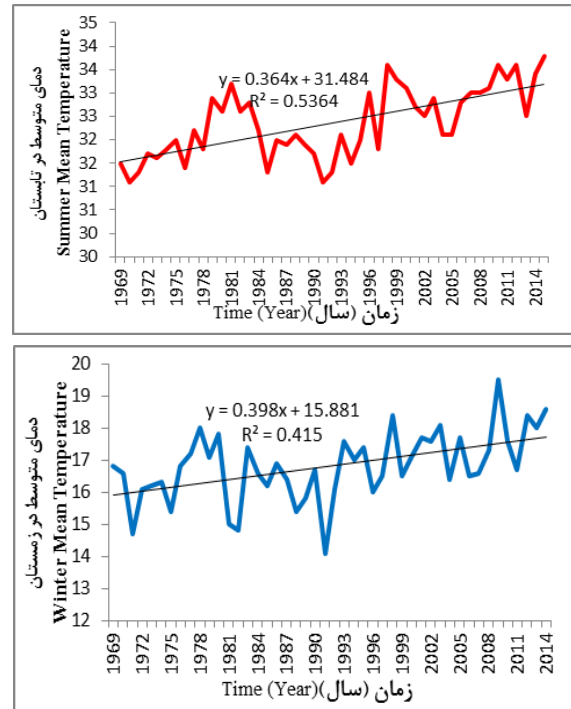 دمای متوسط در تابستان
Summer Mean Temperature
35
34
34
33
33
32
32
31
31
30
30
y = 0.364x + 31.484
R² = 0.5364
1969 1972 1975 1978 1981 1984 1987 1990 1993 1996 1999 2002 2005 2008 2011 2014
Time (Year)(سال) زمان
دمای متوسط در زمستان
Winter Mean Temperature
20
19
18
17
16
15
14
13
12
y = 0.398x + 15.881
R² = 0.415
1969 1972 1975 1978 1981 1984 1987 1990 1993 1996 1999 2002 2005 2008 2011 2014
Time (Year)(سال) زمان